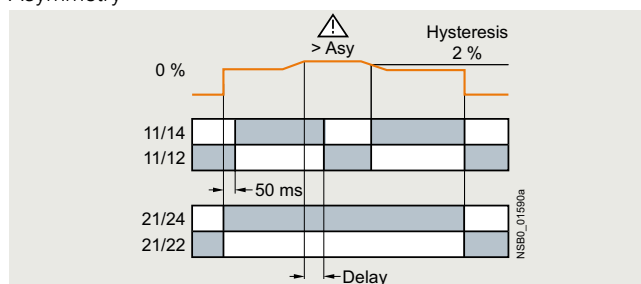 Asymmetry
> Asy
Hysteresis
2 %
0 %
11/14
11/12
50 ms
21/24
21/22
Delay
NSB0_01590a